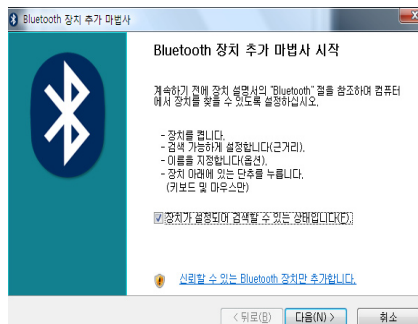 Bluetooth 장치 추가 마법사
Bluetooth 장치 추가 마법사 시작
계속하기 전에 장치 설명서의 "Bluetooth" 절을 참조하여 컴퓨터
에서 장치를 찾을 수 있도록 설정하십시오.
- 장치를 켭니다.
- 검색 가능하게 설정합니다(근거리).
- 이름을 지정합니다(옵션).
- 장치 아래에 있는 단추를 누릅니다.
(키보드 및 마우스만)
장치가 설정되어 검색할 수 있는 상태입니다(F).
신뢰할 수 있는 Bluetooth 장치만 추가합니다.
< 뒤로(B) 다음(N) > 취소